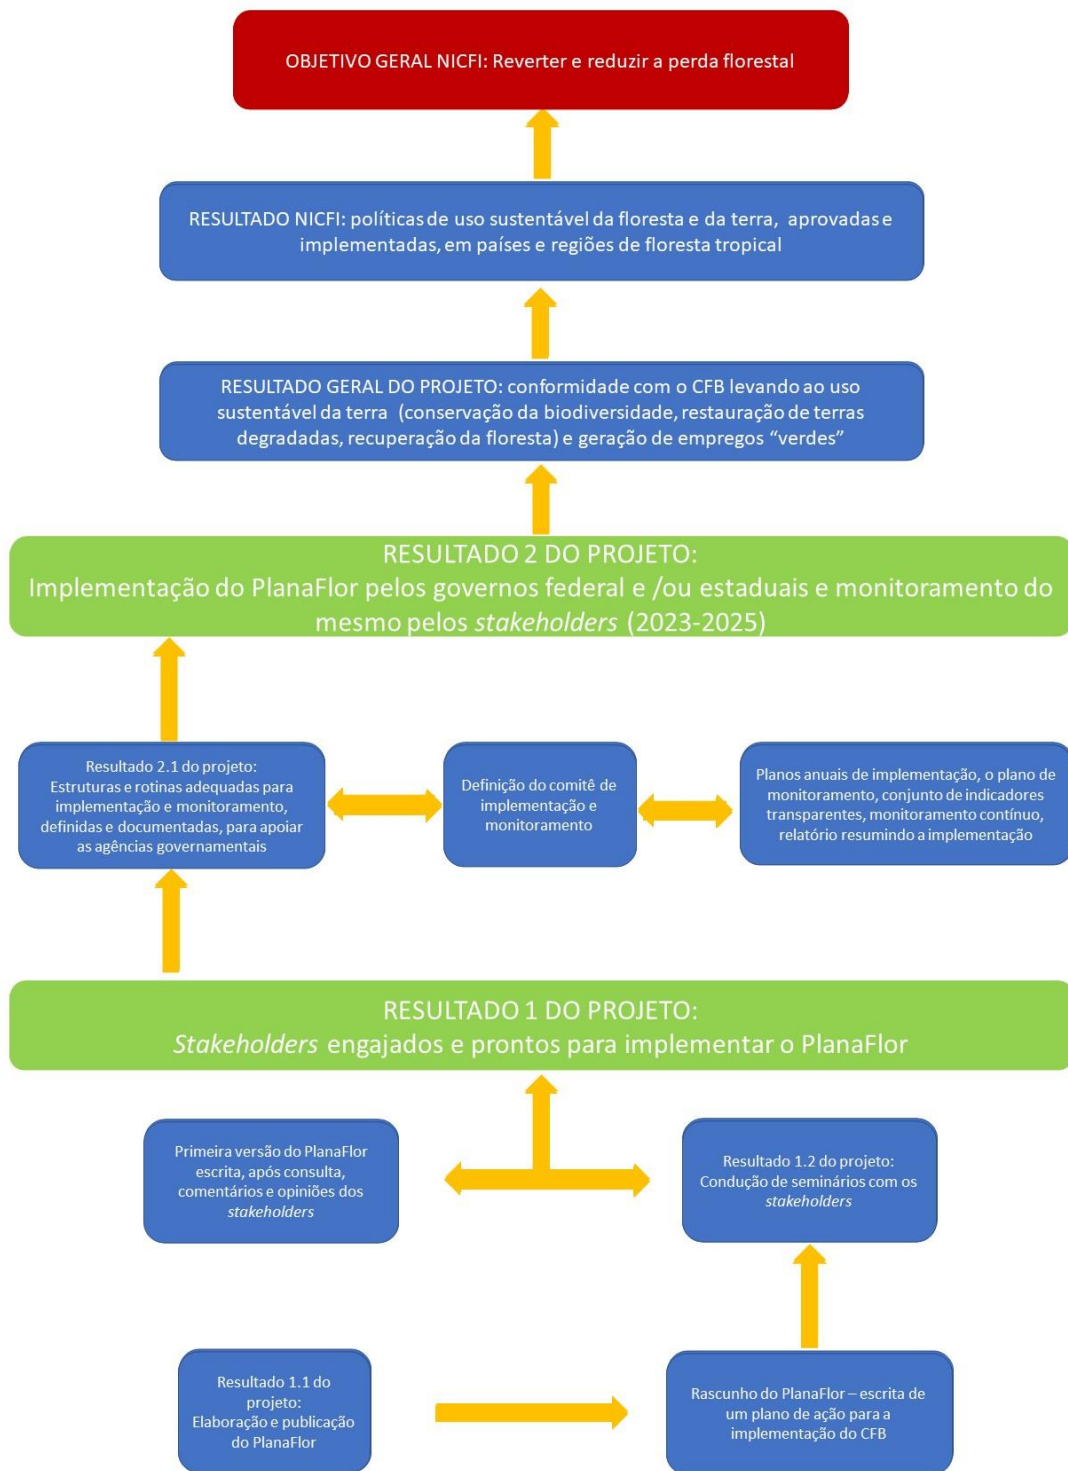 OBJETIVO GERAL NICFI: Reverter e reduzir a perda florestal
RESULTADO NICFI: políticas de uso sustentável da floresta e da terra, aprovadas e
implementadas, em países e regiões de floresta tropical
RESULTADO GERAL DO PROJETO: conformidade com o CFB levando ao uso
sustentável da terra (conservação da biodiversidade, restauração de terras
degradadas, recuperação da floresta) e geração de empregos “verdes”
RESULTADO 2 DO PROJETO:
Implementação do PlanaFlor pelos governos federal e /ou estaduais e monitoramento do
mesmo pelos stakeholders (2023-2025)
Resultado 2.1 do projeto:
Estruturas e rotinas adequadas para
implementação e monitoramento,
definidas e documentadas, para apoiar
as agências governamentais
Definição do comitê de
implementação e
monitoramento
Planos anuais de implementação, o plano de
monitoramento, conjunto de indicadores
transparentes, monitoramento contínuo,
relatório resumindo a implementação
RESULTADO 1 DO PROJETO:
Stakeholders engajados e prontos para implementar o PlanaFlor
Primeira versão do PlanaFlor
escrita, após consulta,
comentários e opiniões dos
stakeholders
Resultado 1.2 do projeto:
Condução de seminários com os
stakeholders
Resultado 1.1 do
projeto:
Elaboração e publicação
do PlanaFlor
Rascunho do PlanaFlor – escrita de
um plano de ação para a
implementação do CFB